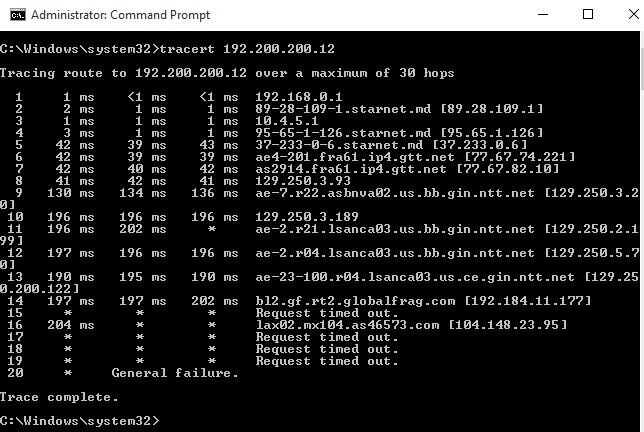 Administrator: Command Prompt
C:\Windows\system32>tracert 192.200.200.12
Tracing route to 192.200.200.12 over a maximum of 30 hops
1 1 ms <1 ms <1 ms 192.168.0.1
2 2 ms 1 ms 1 ms 89-28-109-1.starnet.md [89.28.109.1]
3 1 ms 1 ms 1 ms 10.4.5.1
4 3 ms 1 ms 1 ms 95-65-1-126.starnet.md [95.65.1.126]
5 42 ms 39 ms 43 ms 37-233-0-6.starnet.md [37.233.0.6]
6 42 ms 39 ms 39 ms ae4-201.fra61.ip4.gtt.net [77.67.74.221]
7 42 ms 40 ms 42 ms as2914.fra61.ip4.gtt.net [77.67.82.10]
8 41 ms 42 ms 41 ms 129.250.3.93
9 130 ms 134 ms 136 ms ae-7.r22.asbnva02.us.bb.gin.ntt.net [129.250.3.2
0]
10 196 ms 196 ms 196 ms 129.250.3.189
11 196 ms 202 ms * ae-2.r21.lsanca03.us.bb.gin.ntt.net [129.250.2.1
99]
12 197 ms 196 ms 196 ms ae-2.r04.lsanca03.us.bb.gin.ntt.net [129.250.5.7
0]
13 190 ms 195 ms 190 ms ae-23-100.r04.lsanca03.us.ce.gin.ntt.net [129.25
0.200.122]
14 197 ms 197 ms 202 ms bl2.gf.rt2.globalfrag.com [192.184.11.177]
15 * * * Request timed out.
16 204 ms * * lax02.mx104.as46573.com [104.148.23.95]
17 * * * Request timed out.
18 * * * Request timed out.
19 * * * Request timed out.
20 * General failure.
Trace complete.
C:\Windows\system32>